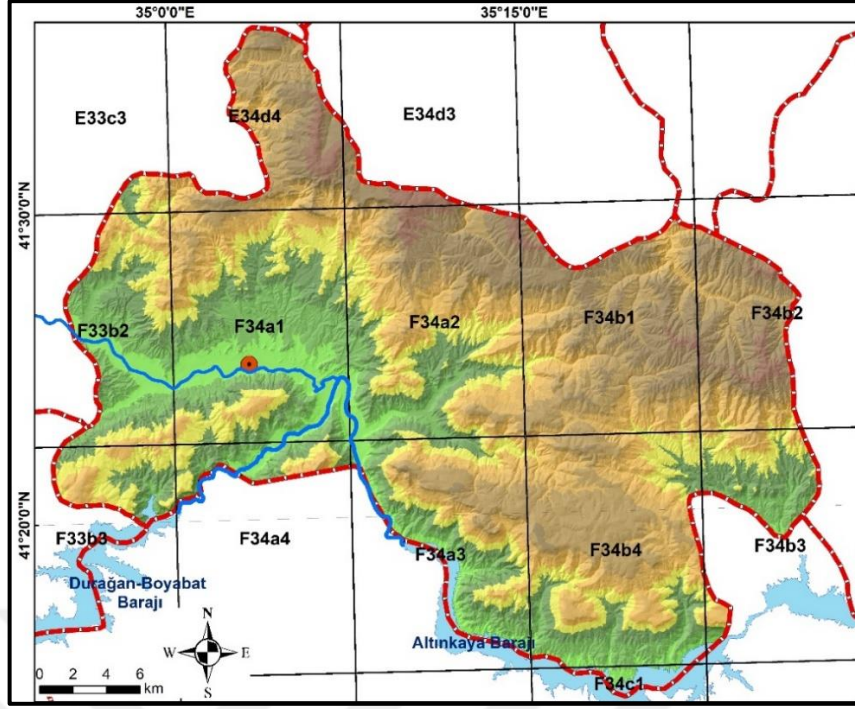 35°0'0"E
35°15'0"E
E33c3
E34d4
E34d3
41°30'0"N
F33b2
F34a1
F34a2
F34b1
F34b2
41°20'0"N
F33b3
F34a4
F34a3
F34b4
F34b3
Durağan-Boyabat
Barajı
N
W
E
S
Altınkaya Barajı
F34c1
0 2 4 6
km